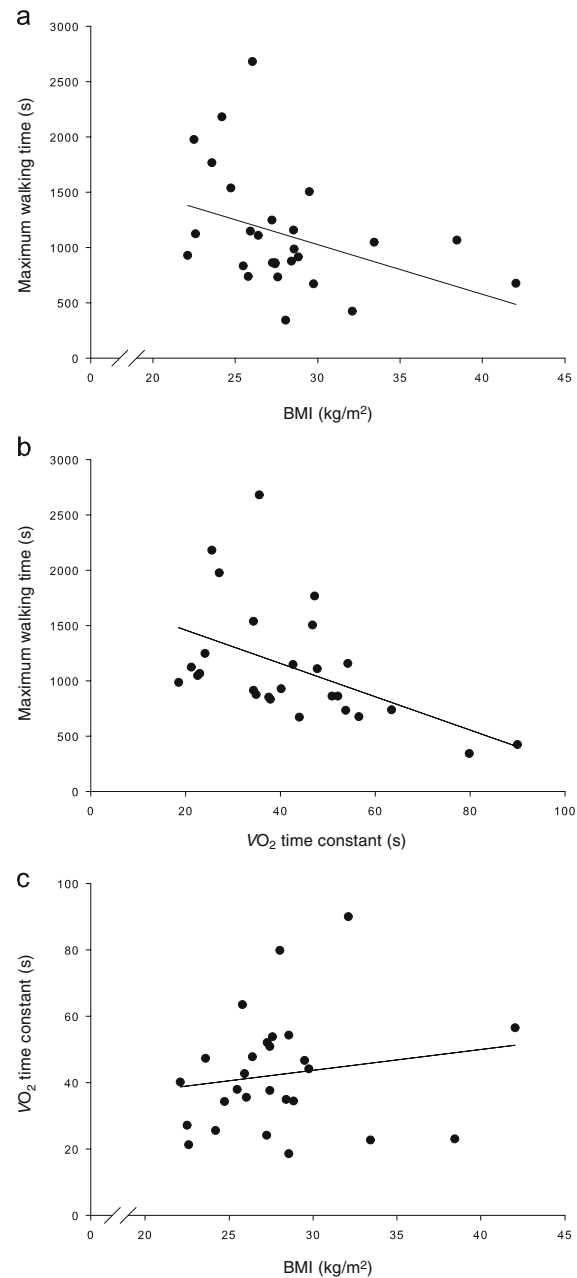 a
3000
2500
2000
1500
1000
500
0
Maximum walking time (s)
0 20 25 30 35 40 45
BMI (kg/m²)
b
3000
2500
2000
1500
1000
500
0
Maximum walking time (s)
0 20 40 60 80 100
VO₂ time constant (s)
c
100
80
60
40
20
0
VO₂ time constant (s)
0 20 25 30 35 40 45
BMI (kg/m²)